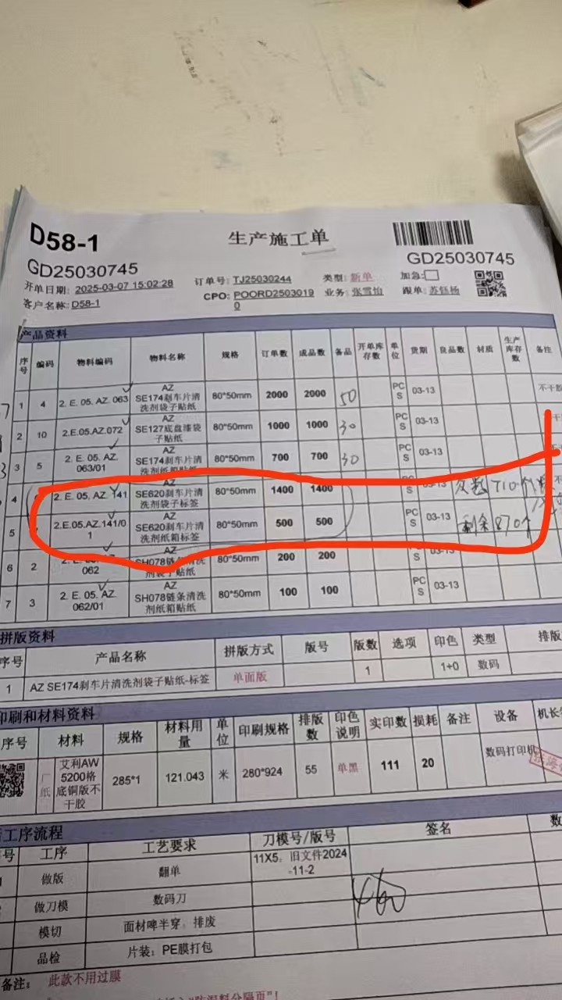 D58-1
生产施工单
GD25030745
GD25030745
开单日期: 2025-03-07 15:02:28
订单号: TJ25030244
类型: 新单
加急:
客户名称: D58-1
CPO: POORD25030190
业务: 张雪怡
跟单: 苏钰杨
产品资料
序号 编码 物料编码 物料名称 规格 订单数 成品数 备品 开单库存数 单位 货期 良品数 材质 生产库存数 备注
1 4 2.E.05.AZ.063 AZ SE174刹车片清洗剂袋子贴纸 80*50mm 2000 2000 50 PCS 03-13 不干胶
2 10 2.E.05.AZ.072 AZ SE127底盘漆袋子贴纸 80*50mm 1000 1000 30 PCS 03-13
3 5 2.E.05.AZ.063/01 AZ SE174刹车片清洗剂纸箱贴纸 80*50mm 700 700 30 PCS 03-13
4 2.E.05.AZ.141 AZ SE620刹车片清洗剂袋子标签 80*50mm 1400 1400 03-13 710个
5 2.E.05.AZ.141/01 AZ SE620刹车片清洗剂纸箱标签 80*50mm 500 500 PCS 03-13 剩余870个
6 2 062 AZ SH078链条清洗剂袋子贴纸 80*50mm 200 200 S 03-13
7 3 2.E.05.AZ.062/01 AZ SH078链条清洗剂纸箱贴纸 80*50mm 100 100 PCS 03-13
拼版资料
序号 产品名称 拼版方式 版号 版数 选项 印色 类型 排版
1 AZ SE174刹车片清洗剂袋子贴纸-标签 单面版 1 1+0 数码
印刷和材料资料
序号 材料 规格 材料用量 单位 印刷规格 排版数 印色说明 实印数 损耗 备注 设备 机长
厂纸 艾利AW5200格底铜版不干胶 285*1 121.043 米 280*924 55 单黑 111 20 数码打印机
工序流程
工序 工艺要求 刀模号/版号 签名 数
做版 翻单 11X5, 旧文件2024-11-2
做刀模 数码刀
模切 面材啤半穿, 排废
品检 片装: PE膜打包
备注: 此款不用过膜